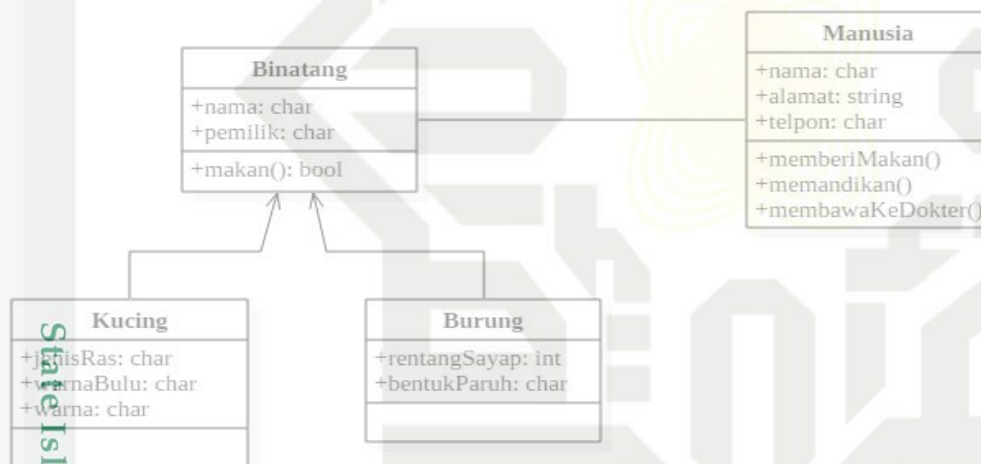 Binatang
+nama: char
+pemilik: char
+makan(): bool
Manusia
+nama: char
+alamat: string
+telpon: char
+memberiMakan()
+memandikan()
+membawaKeDokter()
Kucing
+jenisRas: char
+warnaBulu: char
+warna: char
Burung
+rentangSayap: int
+bentukParuh: char
State Isl